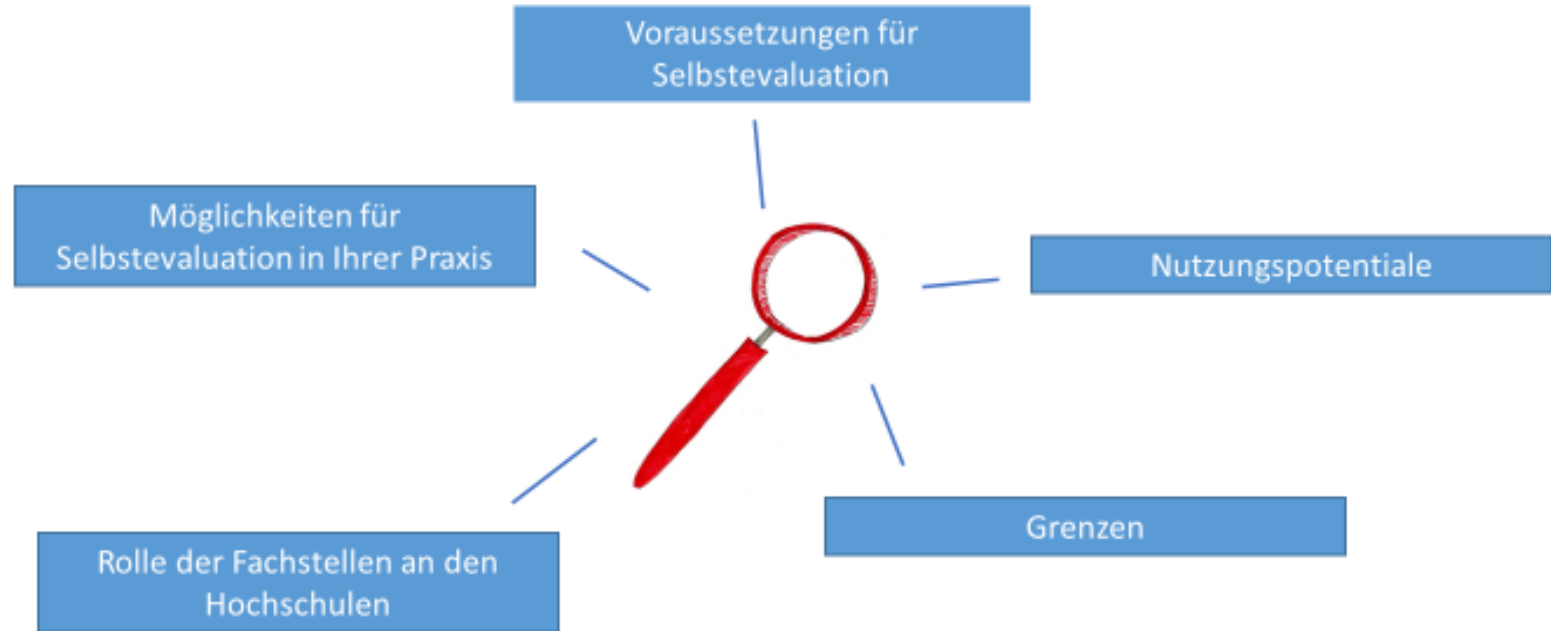 Voraussetzungen für
Selbstevaluation
Möglichkeiten für
Selbstevaluation in Ihrer Praxis
Nutzungspotentiale
Grenzen
Rolle der Fachstellen an den
Hochschulen